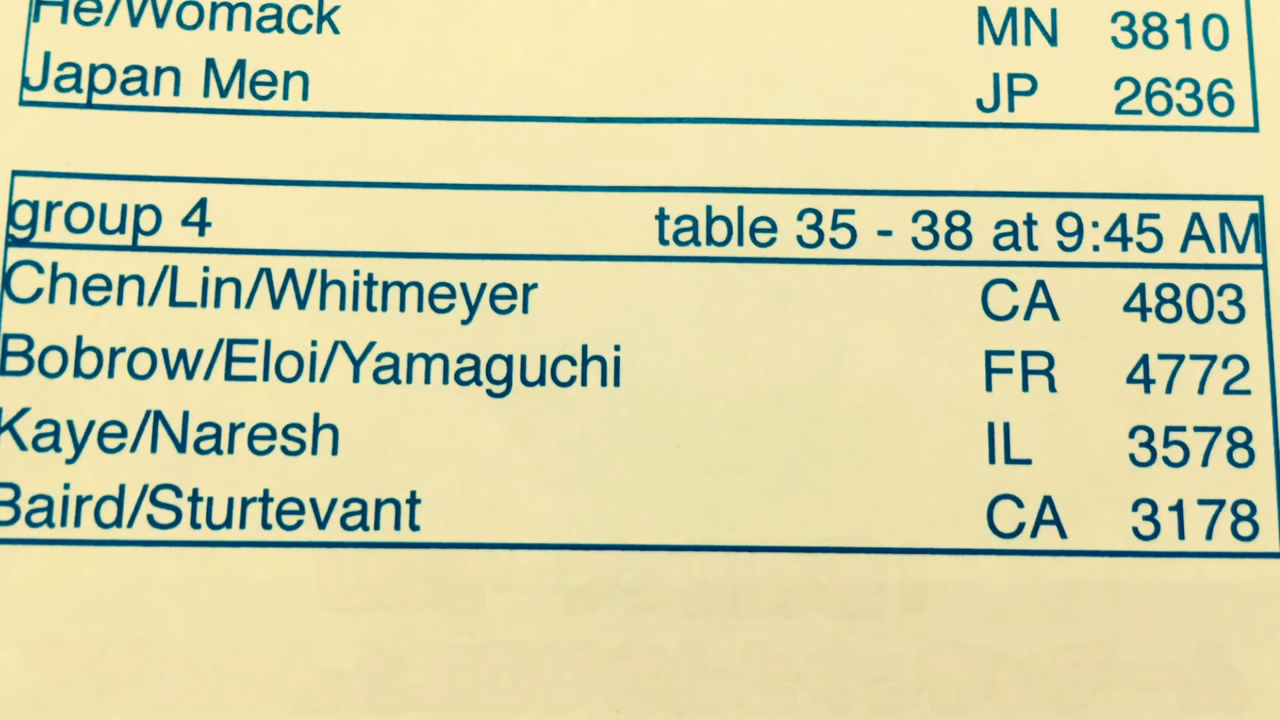 He/Womack MN 3810
Japan Men JP 2636
group 4 table 35 - 38 at 9:45 AM
Chen/Lin/Whitmeyer CA 4803
Bobrow/Eloi/Yamaguchi FR 4772
Kaye/Naresh IL 3578
Baird/Sturtevant CA 3178